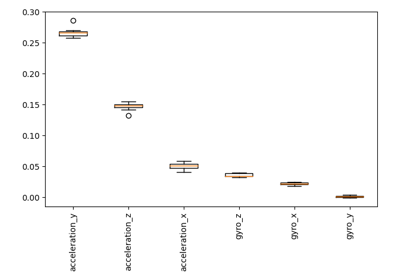 0.30
0.25
0.20
0.15
0.10
0.05
0.00
acceleration_y
acceleration_z
acceleration_x
gyro_z
gyro_x
gyro_y